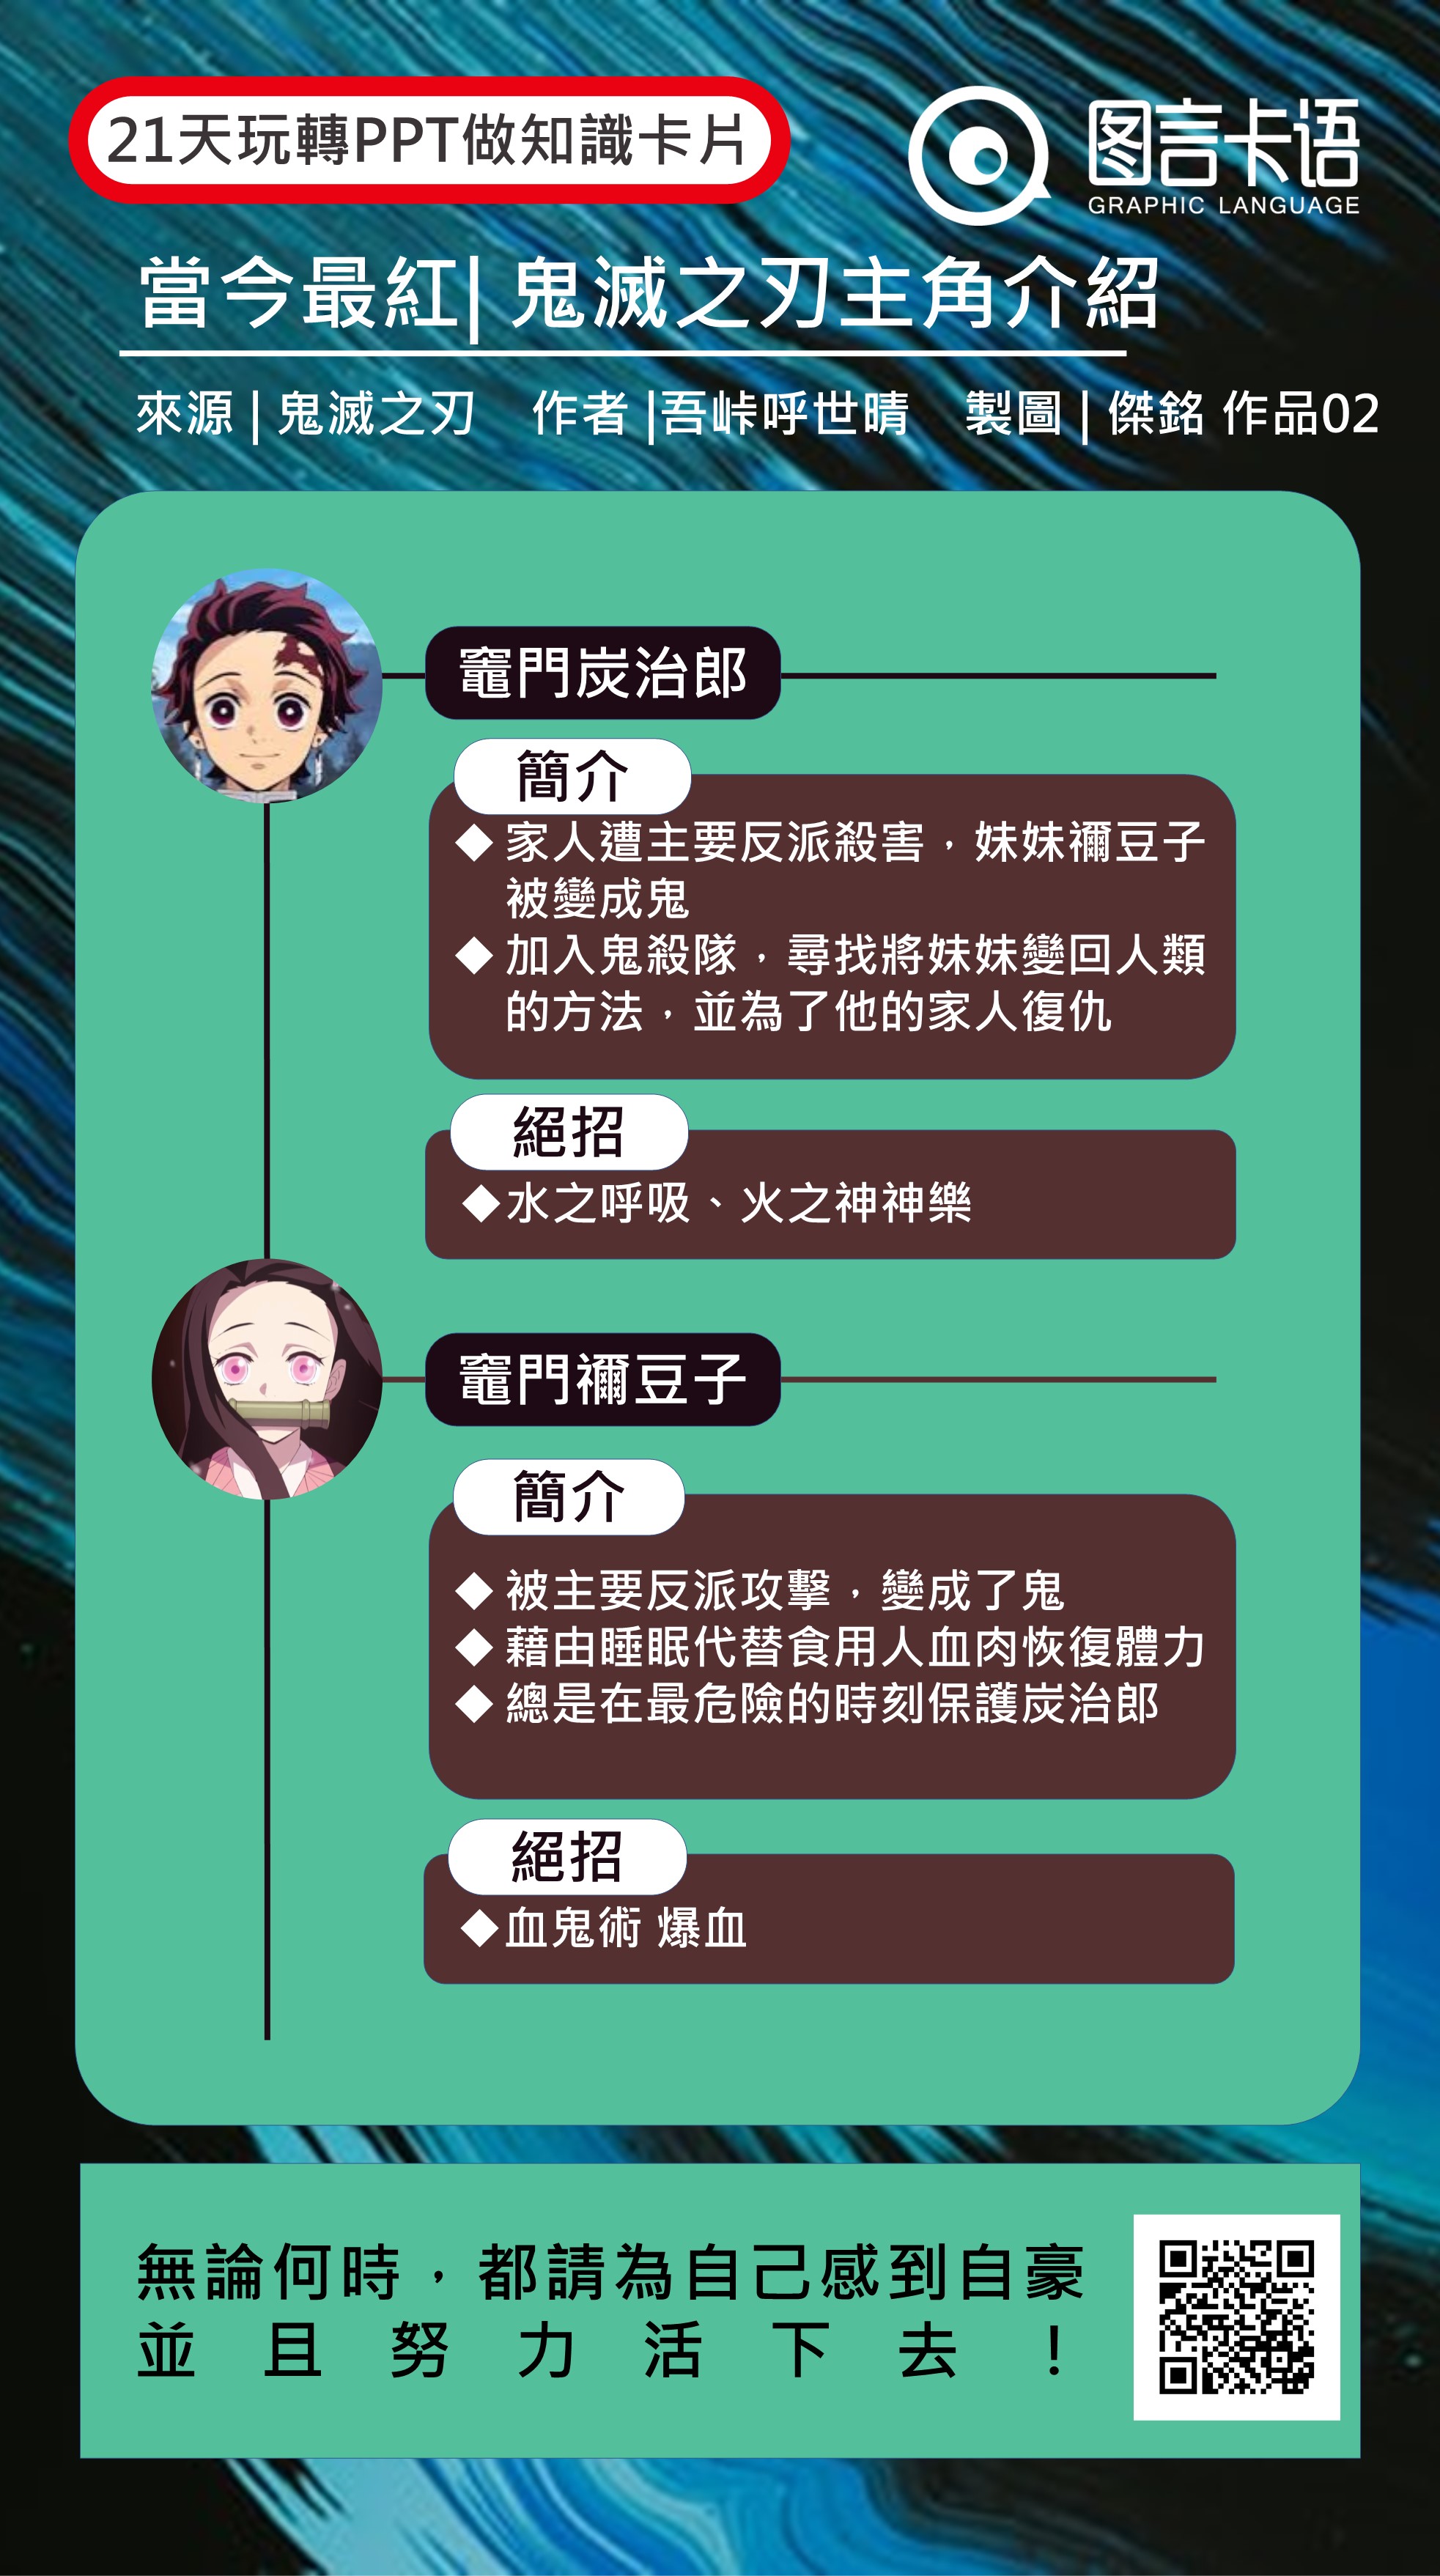 21天玩轉PPT做知識卡片
图言卡语
GRAPHIC LANGUAGE
當今最紅| 鬼滅之刃主角介紹
來源 | 鬼滅之刃 作者 |吾峠呼世晴 製圖 | 傑銘 作品02
竈門炭治郎
簡介
◆ 家人遭主要反派殺害，妹妹禰豆子
被變成鬼
◆ 加入鬼殺隊，尋找將妹妹變回人類
的方法，並為了他的家人復仇
絕招
◆水之呼吸、火之神神樂
竈門禰豆子
簡介
◆ 被主要反派攻擊，變成了鬼
◆ 藉由睡眠代替食用人血肉恢復體力
◆ 總是在最危險的時刻保護炭治郎
絕招
◆血鬼術 爆血
無論何時，都請為自己感到自豪
並且努力活下去！